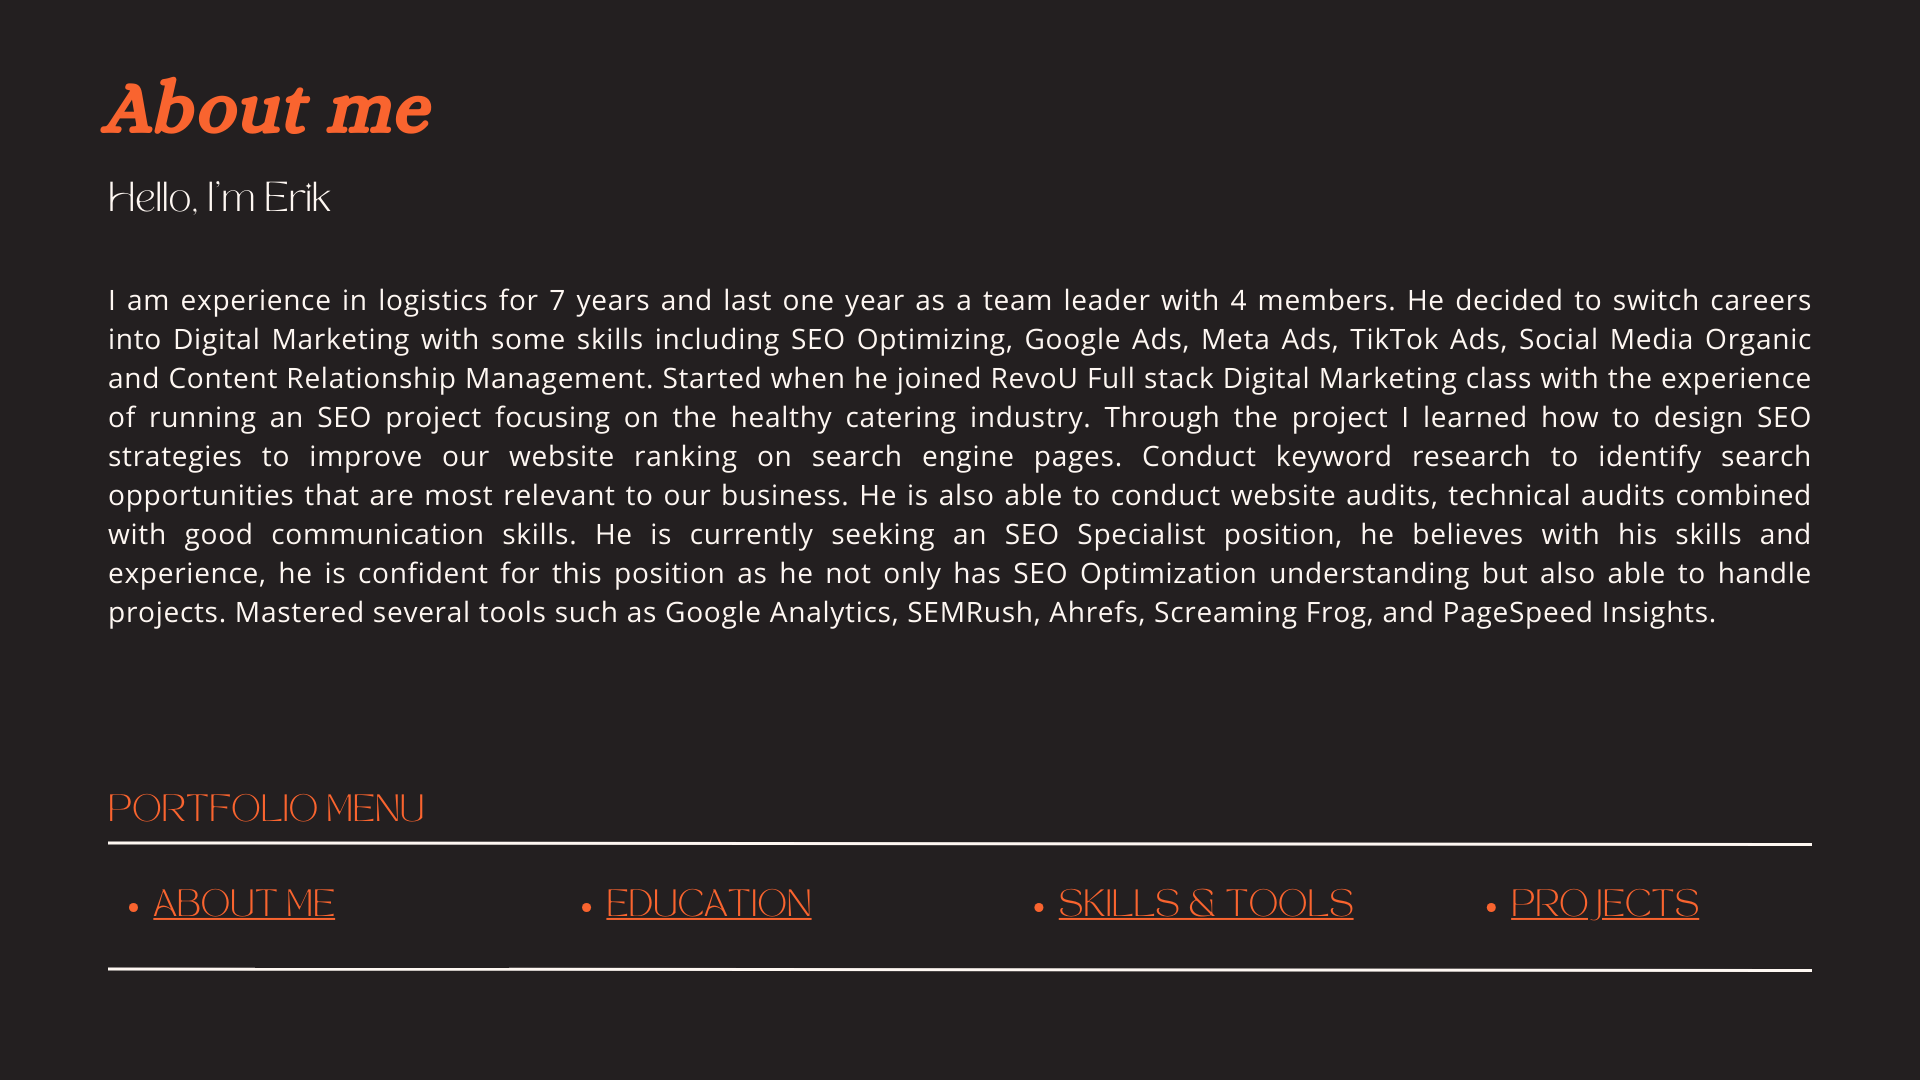 About me
Hello, I'm Erik
I am experience in logistics for 7 years and last one year as a team leader with 4 members. He decided to switch careers
into Digital Marketing with some skills including SEO Optimizing, Google Ads, Meta Ads, TikTok Ads, Social Media Organic
and Content Relationship Management. Started when he joined RevoU Full stack Digital Marketing class with the experience
of running an SEO project focusing on the healthy catering industry. Through the project I learned how to design SEO
strategies to improve our website ranking on search engine pages. Conduct keyword research to identify search
opportunities that are most relevant to our business. He is also able to conduct website audits, technical audits combined
with good communication skills. He is currently seeking an SEO Specialist position, he believes with his skills and
experience, he is confident for this position as he not only has SEO Optimization understanding but also able to handle
projects. Mastered several tools such as Google Analytics, SEMRush, Ahrefs, Screaming Frog, and PageSpeed Insights.
PORTFOLIO MENU
• ABOUT ME
• EDUCATION
• SKILLS & TOOLS
• PROJECTS